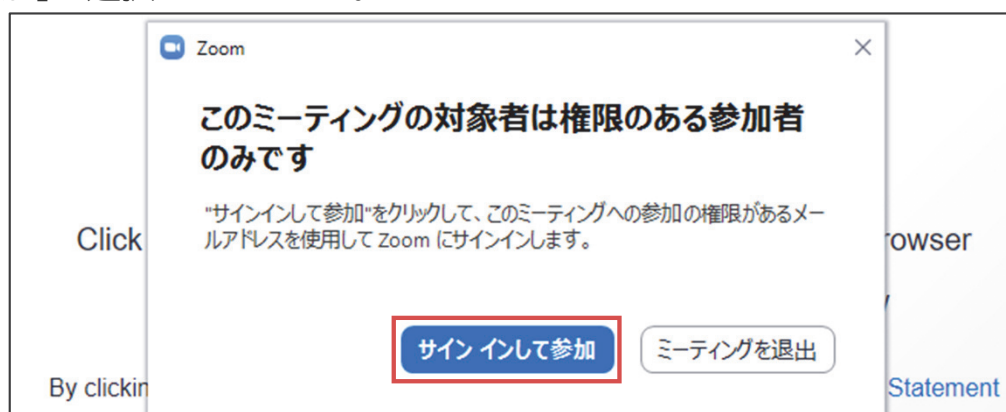 Zoom
このミーティングの対象者は権限のある参加者
のみです
"サインインして参加"をクリックして、このミーティングへの参加の権限があるメー
ルアドレスを使用して Zoom にサインインします。
Click
rowser
サイン インして参加
ミーティングを退出
By clickin
Statement